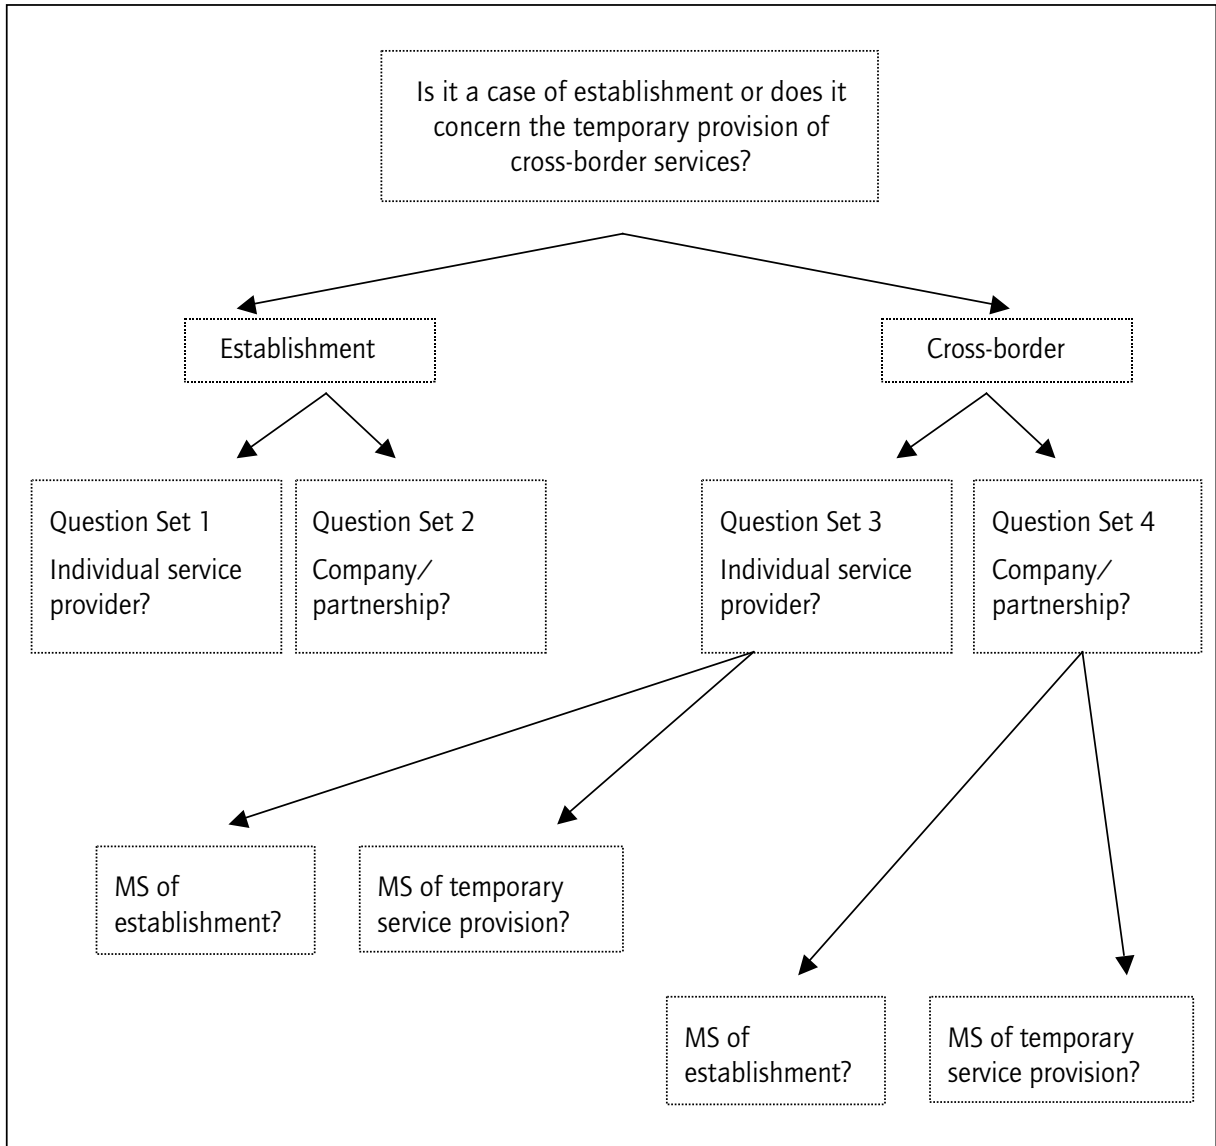 Is it a case of establishment or does it
concern the temporary provision of
cross-border services?
Establishment
Cross-border
Question Set 1
Individual service
provider?
Question Set 2
Company/
partnership?
Question Set 3
Individual service
provider?
Question Set 4
Company/
partnership?
MS of
establishment?
MS of temporary
service provision?
MS of
establishment?
MS of temporary
service provision?